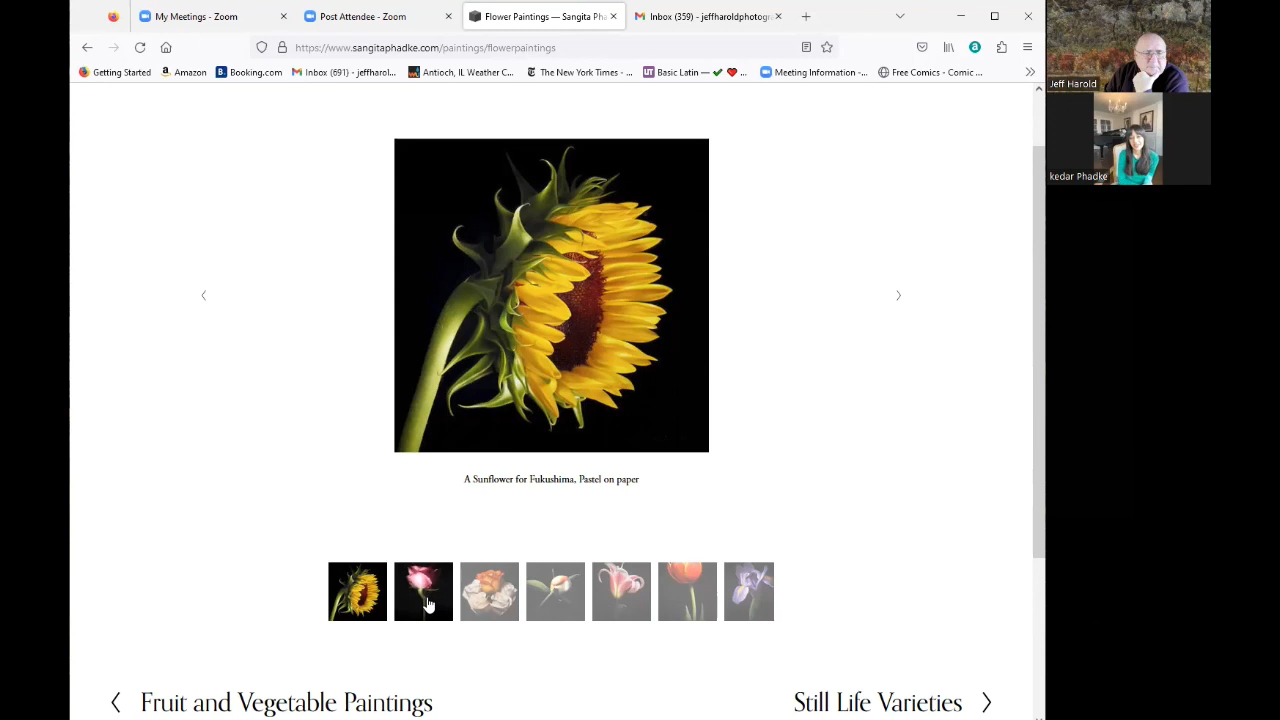 My Meetings - Zoom
Post Attendee - Zoom
Flower Paintings — Sangita Pha
Inbox (359) - jeffharoldphotogr
https://www.sangitaphadke.com/paintings/flowerpaintings
Getting Started
Amazon
Booking.com
Inbox (691) - jeffharol...
Antioch, IL Weather C...
The New York Times - ...
Basic Latin — ✔ ❤ ...
Meeting Information -...
Free Comics - Comic ...
Jeff Harold
kedar Phadke
A Sunflower for Fukushima, Pastel on paper
Fruit and Vegetable Paintings
Still Life Varieties